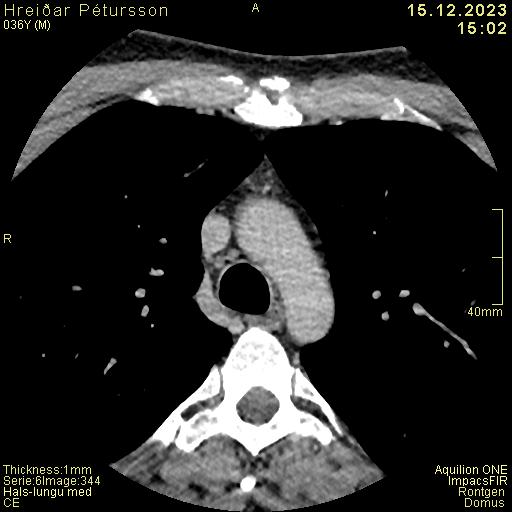 Hreiðar Pétursson
036Y (M)
A
15.12.2023
15:02
R
40mm
Thickness:1mm
Serie:6Image:344
Hals-lungu med
CE
Aquilion ONE
ImpacsFIR
Rontgen
Domus